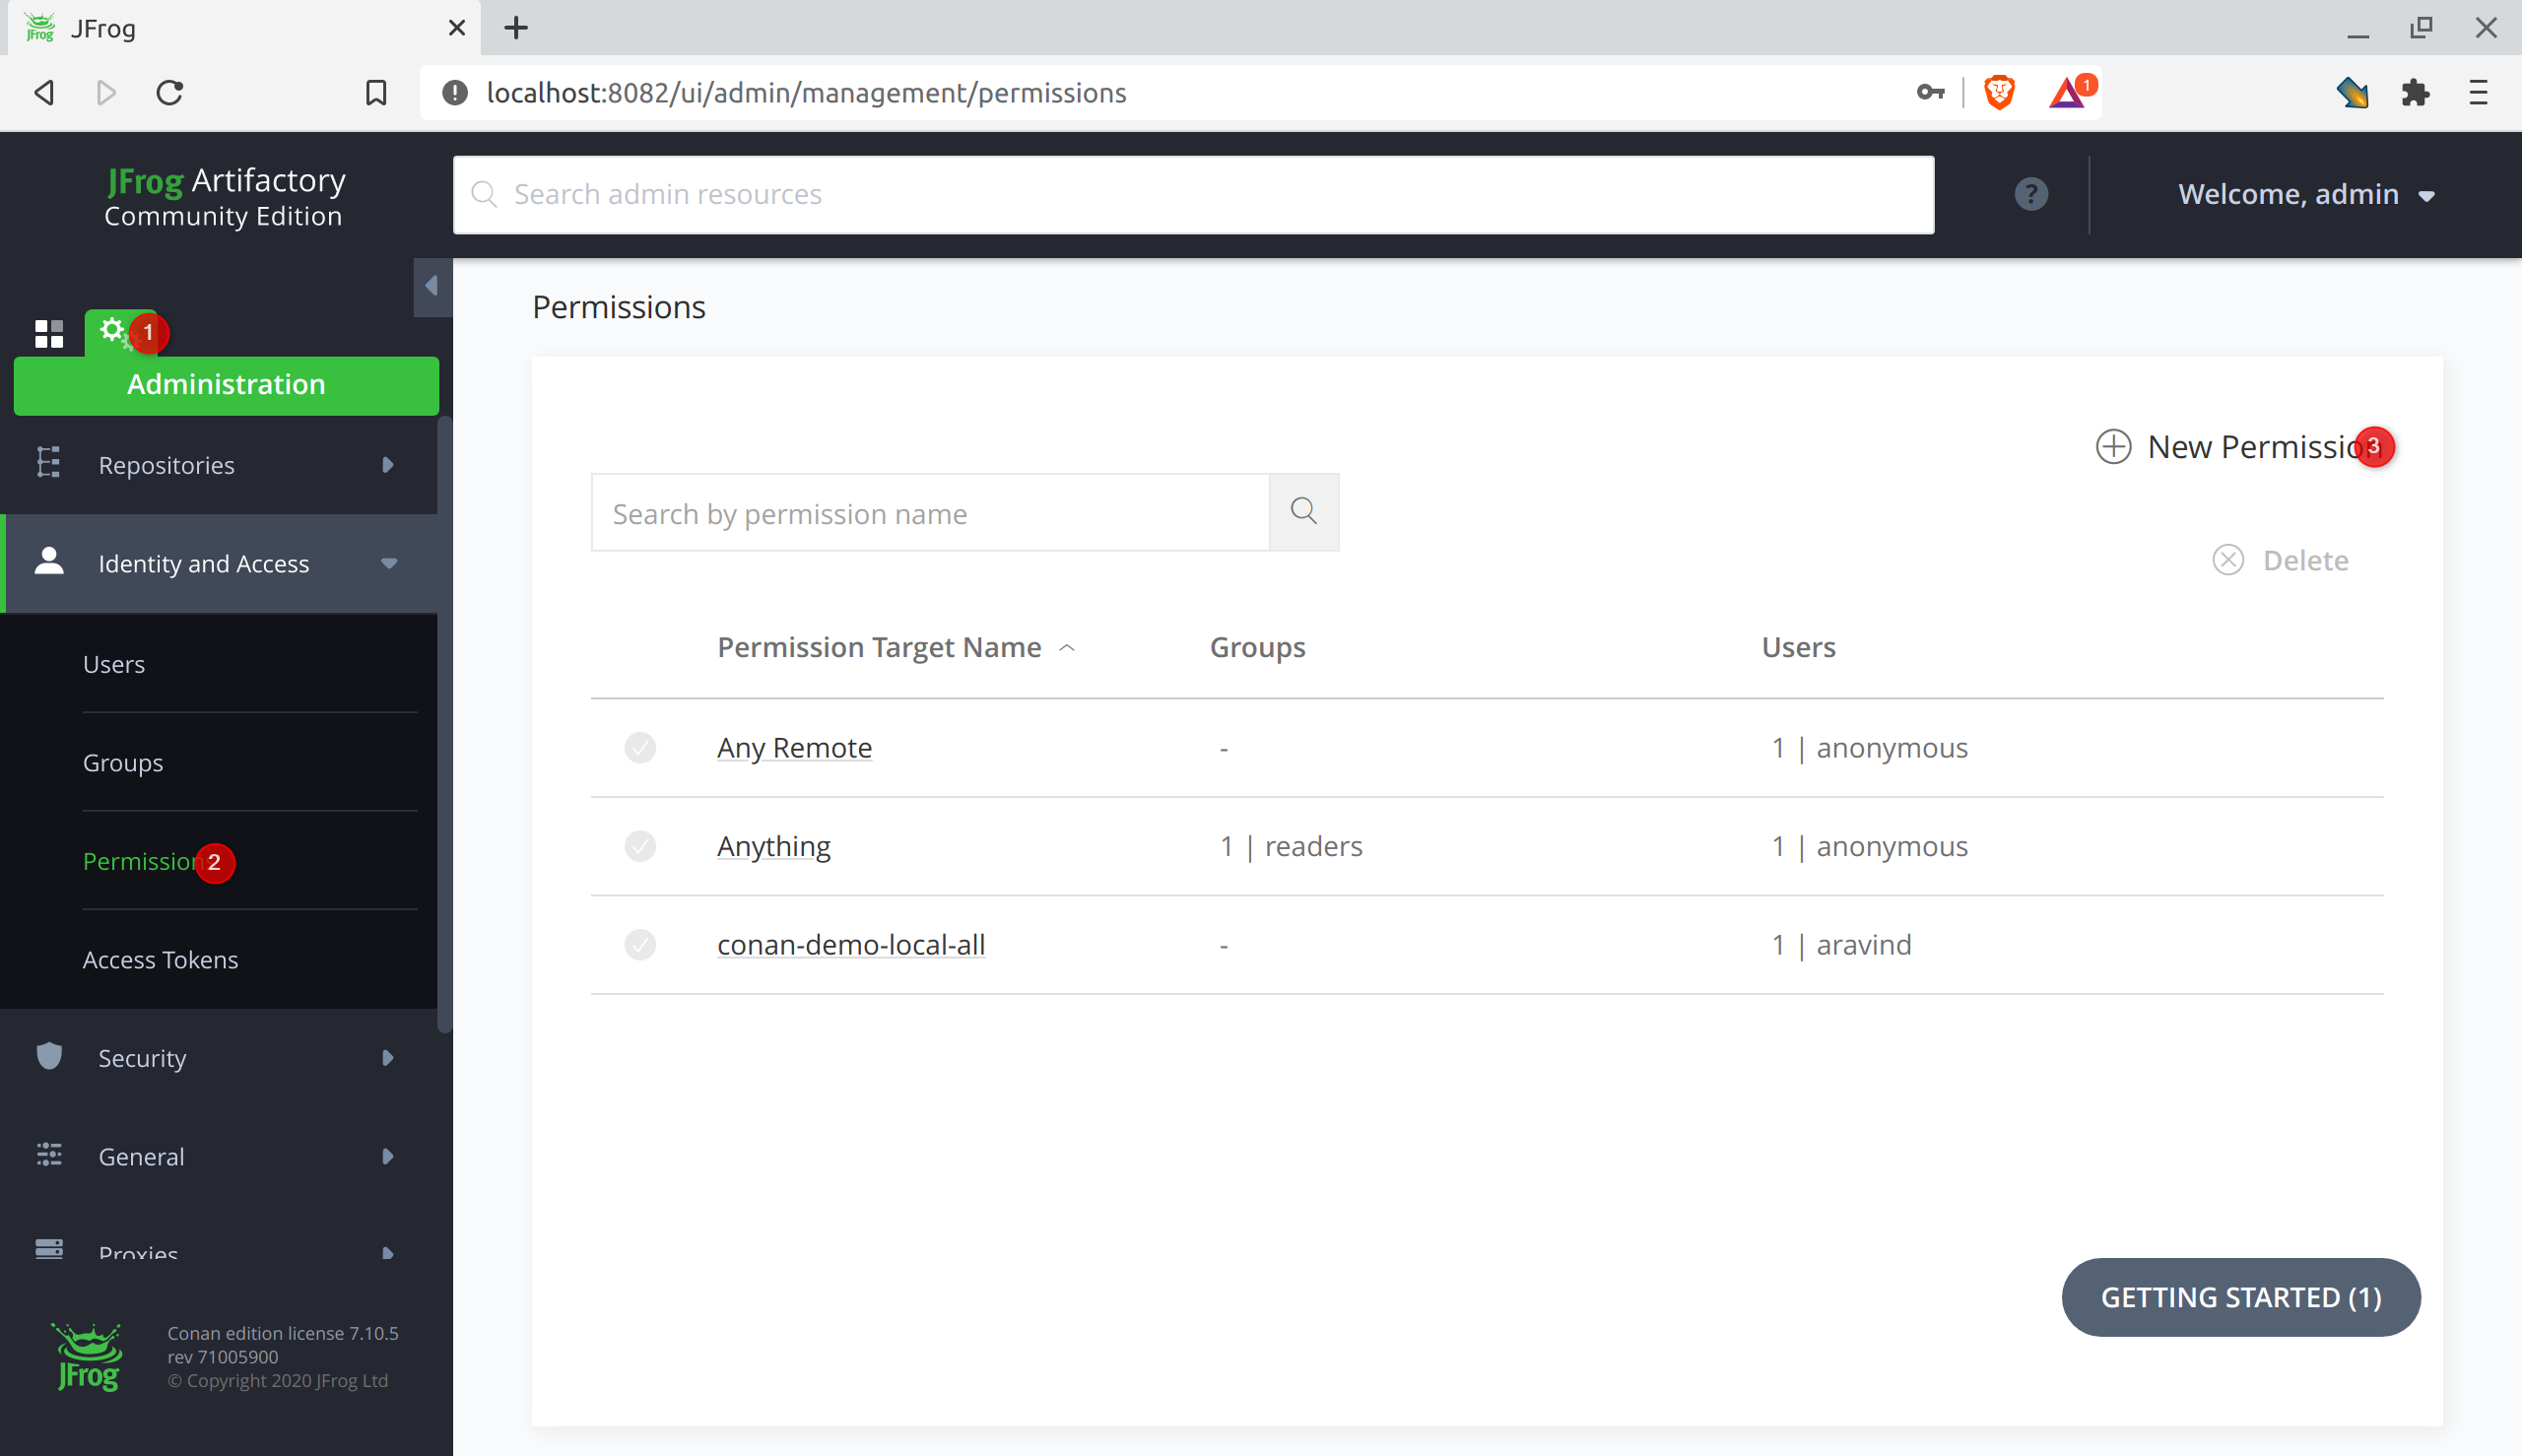 JFrog
localhost:8082/ui/admin/management/permissions
1
JFrog Artifactory
Community Edition
Search admin resources
?
Welcome, admin
1
Administration
Repositories
Identity and Access
Users
Groups
Permission 2
Access Tokens
Security
General
Proxies
JFrog
Conan edition license 7.10.5
rev 71005900
© Copyright 2020 JFrog Ltd
Permissions
New Permission 3
Search by permission name
Delete
Permission Target Name Groups Users
Any Remote - 1 | anonymous
Anything 1 | readers 1 | anonymous
conan-demo-local-all - 1 | aravind
GETTING STARTED (1)